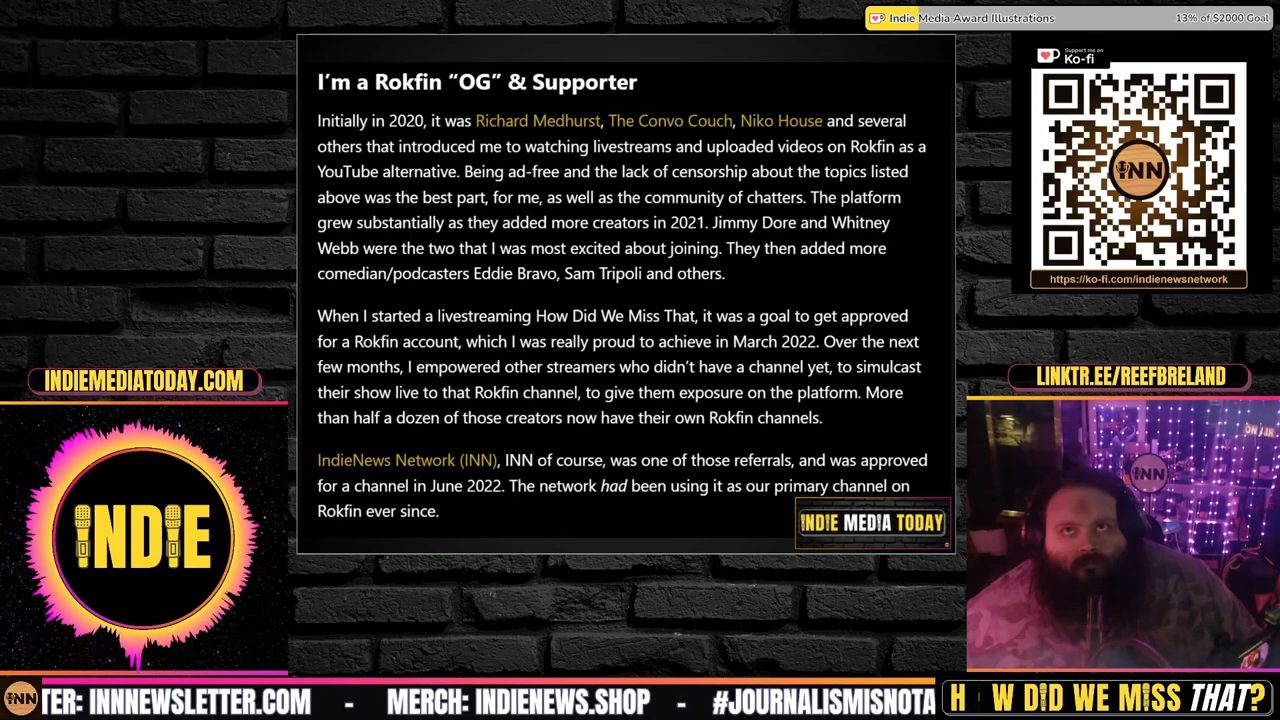 Indie Media Award Illustrations
13% of $2000 Goal
I'm a Rokfin “OG” & Supporter
Initially in 2020, it was Richard Medhurst, The Convo Couch, Niko House and several
others that introduced me to watching livestreams and uploaded videos on Rokfin as a
YouTube alternative. Being ad-free and the lack of censorship about the topics listed
above was the best part, for me, as well as the community of chatters. The platform
grew substantially as they added more creators in 2021. Jimmy Dore and Whitney
Webb were the two that I was most excited about joining. They then added more
comedian/podcasters Eddie Bravo, Sam Tripoli and others.
When I started a livestreaming How Did We Miss That, it was a goal to get approved
for a Rokfin account, which I was really proud to achieve in March 2022. Over the next
few months, I empowered other streamers who didn't have a channel yet, to simulcast
their show live to that Rokfin channel, to give them exposure on the platform. More
than half a dozen of those creators now have their own Rokfin channels.
IndieNews Network (INN), INN of course, was one of those referrals, and was approved
for a channel in June 2022. The network had been using it as our primary channel on
Rokfin ever since.
INDIE MEDIA TODAY
Support me on
Ko-fi
INN
https://ko-fi.com/indienewsnetwork
INDIEMEDIATODAY.COM
LINKTR.EE/REEFBRELAND
INDIE
INN
ON AIR
INN
TER: INNNEWSLETTER.COM - MERCH: INDIENEWS.SHOP - #JOURNALISMISNOTA
H W DID WE MISS THAT?